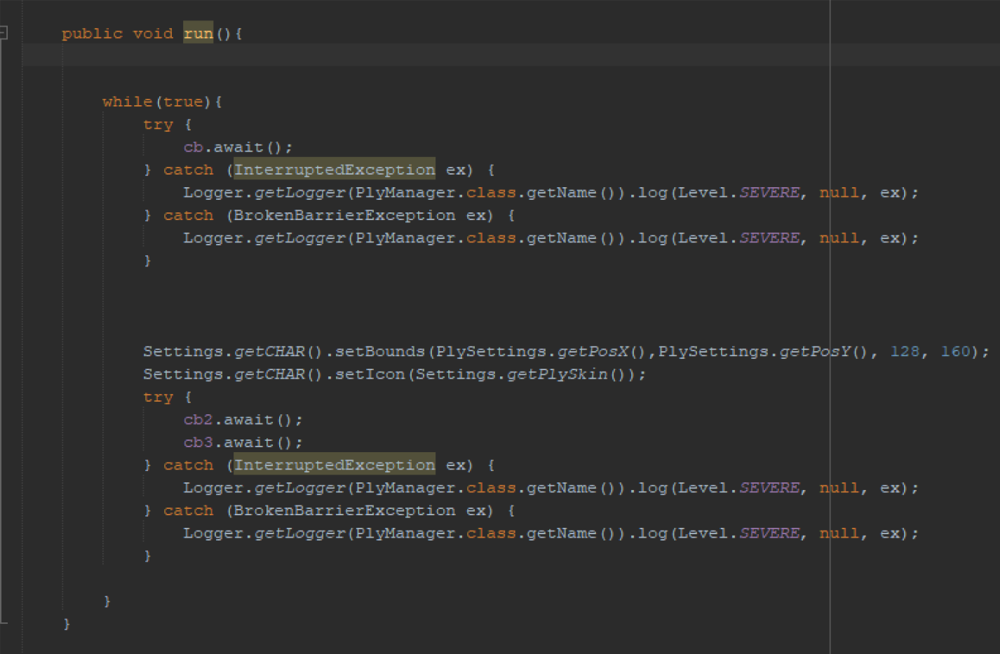 public void run(){
while(true){
try {
cb.await();
} catch (InterruptedException ex) {
Logger.getLogger(PlyManager.class.getName()).log(Level.SEVERE, null, ex);
} catch (BrokenBarrierException ex) {
Logger.getLogger(PlyManager.class.getName()).log(Level.SEVERE, null, ex);
}
Settings.getCHAR().setBounds(PlySettings.getPosX(),PlySettings.getPosY(), 128, 160);
Settings.getCHAR().setIcon(Settings.getPlySkin());
try {
cb2.await();
cb3.await();
} catch (InterruptedException ex) {
Logger.getLogger(PlyManager.class.getName()).log(Level.SEVERE, null, ex);
} catch (BrokenBarrierException ex) {
Logger.getLogger(PlyManager.class.getName()).log(Level.SEVERE, null, ex);
}
}
}